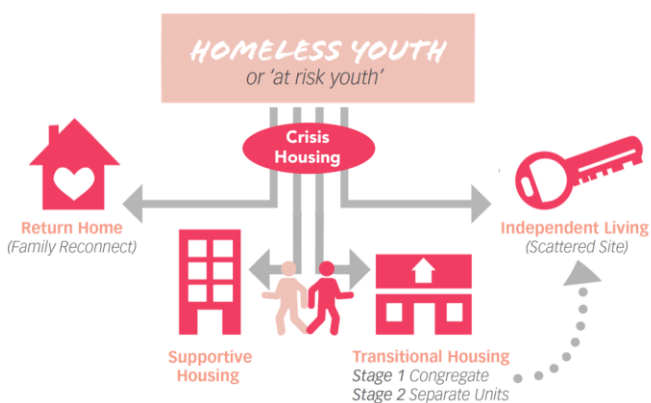 HOMELESS YOUTH
or ‘at risk youth’
Crisis
Housing
Return Home
(Family Reconnect)
Independent Living
(Scattered Site)
Supportive
Housing
Transitional Housing
Stage 1 Congregate
Stage 2 Separate Units